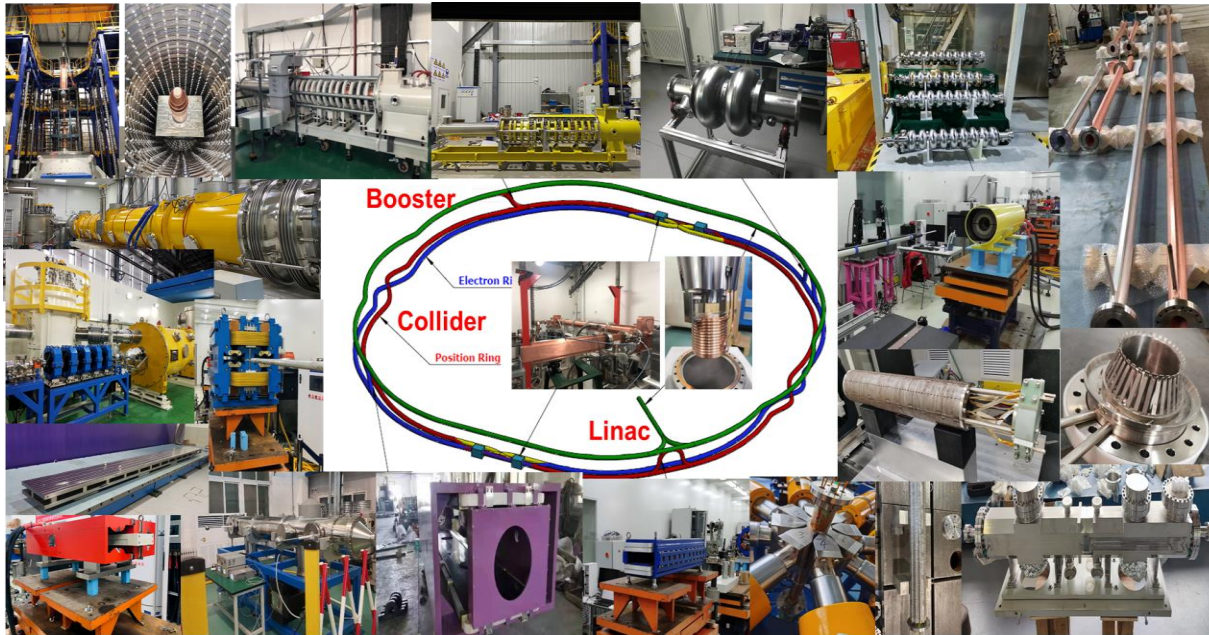 Booster
Electron Ri
Collider
Position Ring
Linac